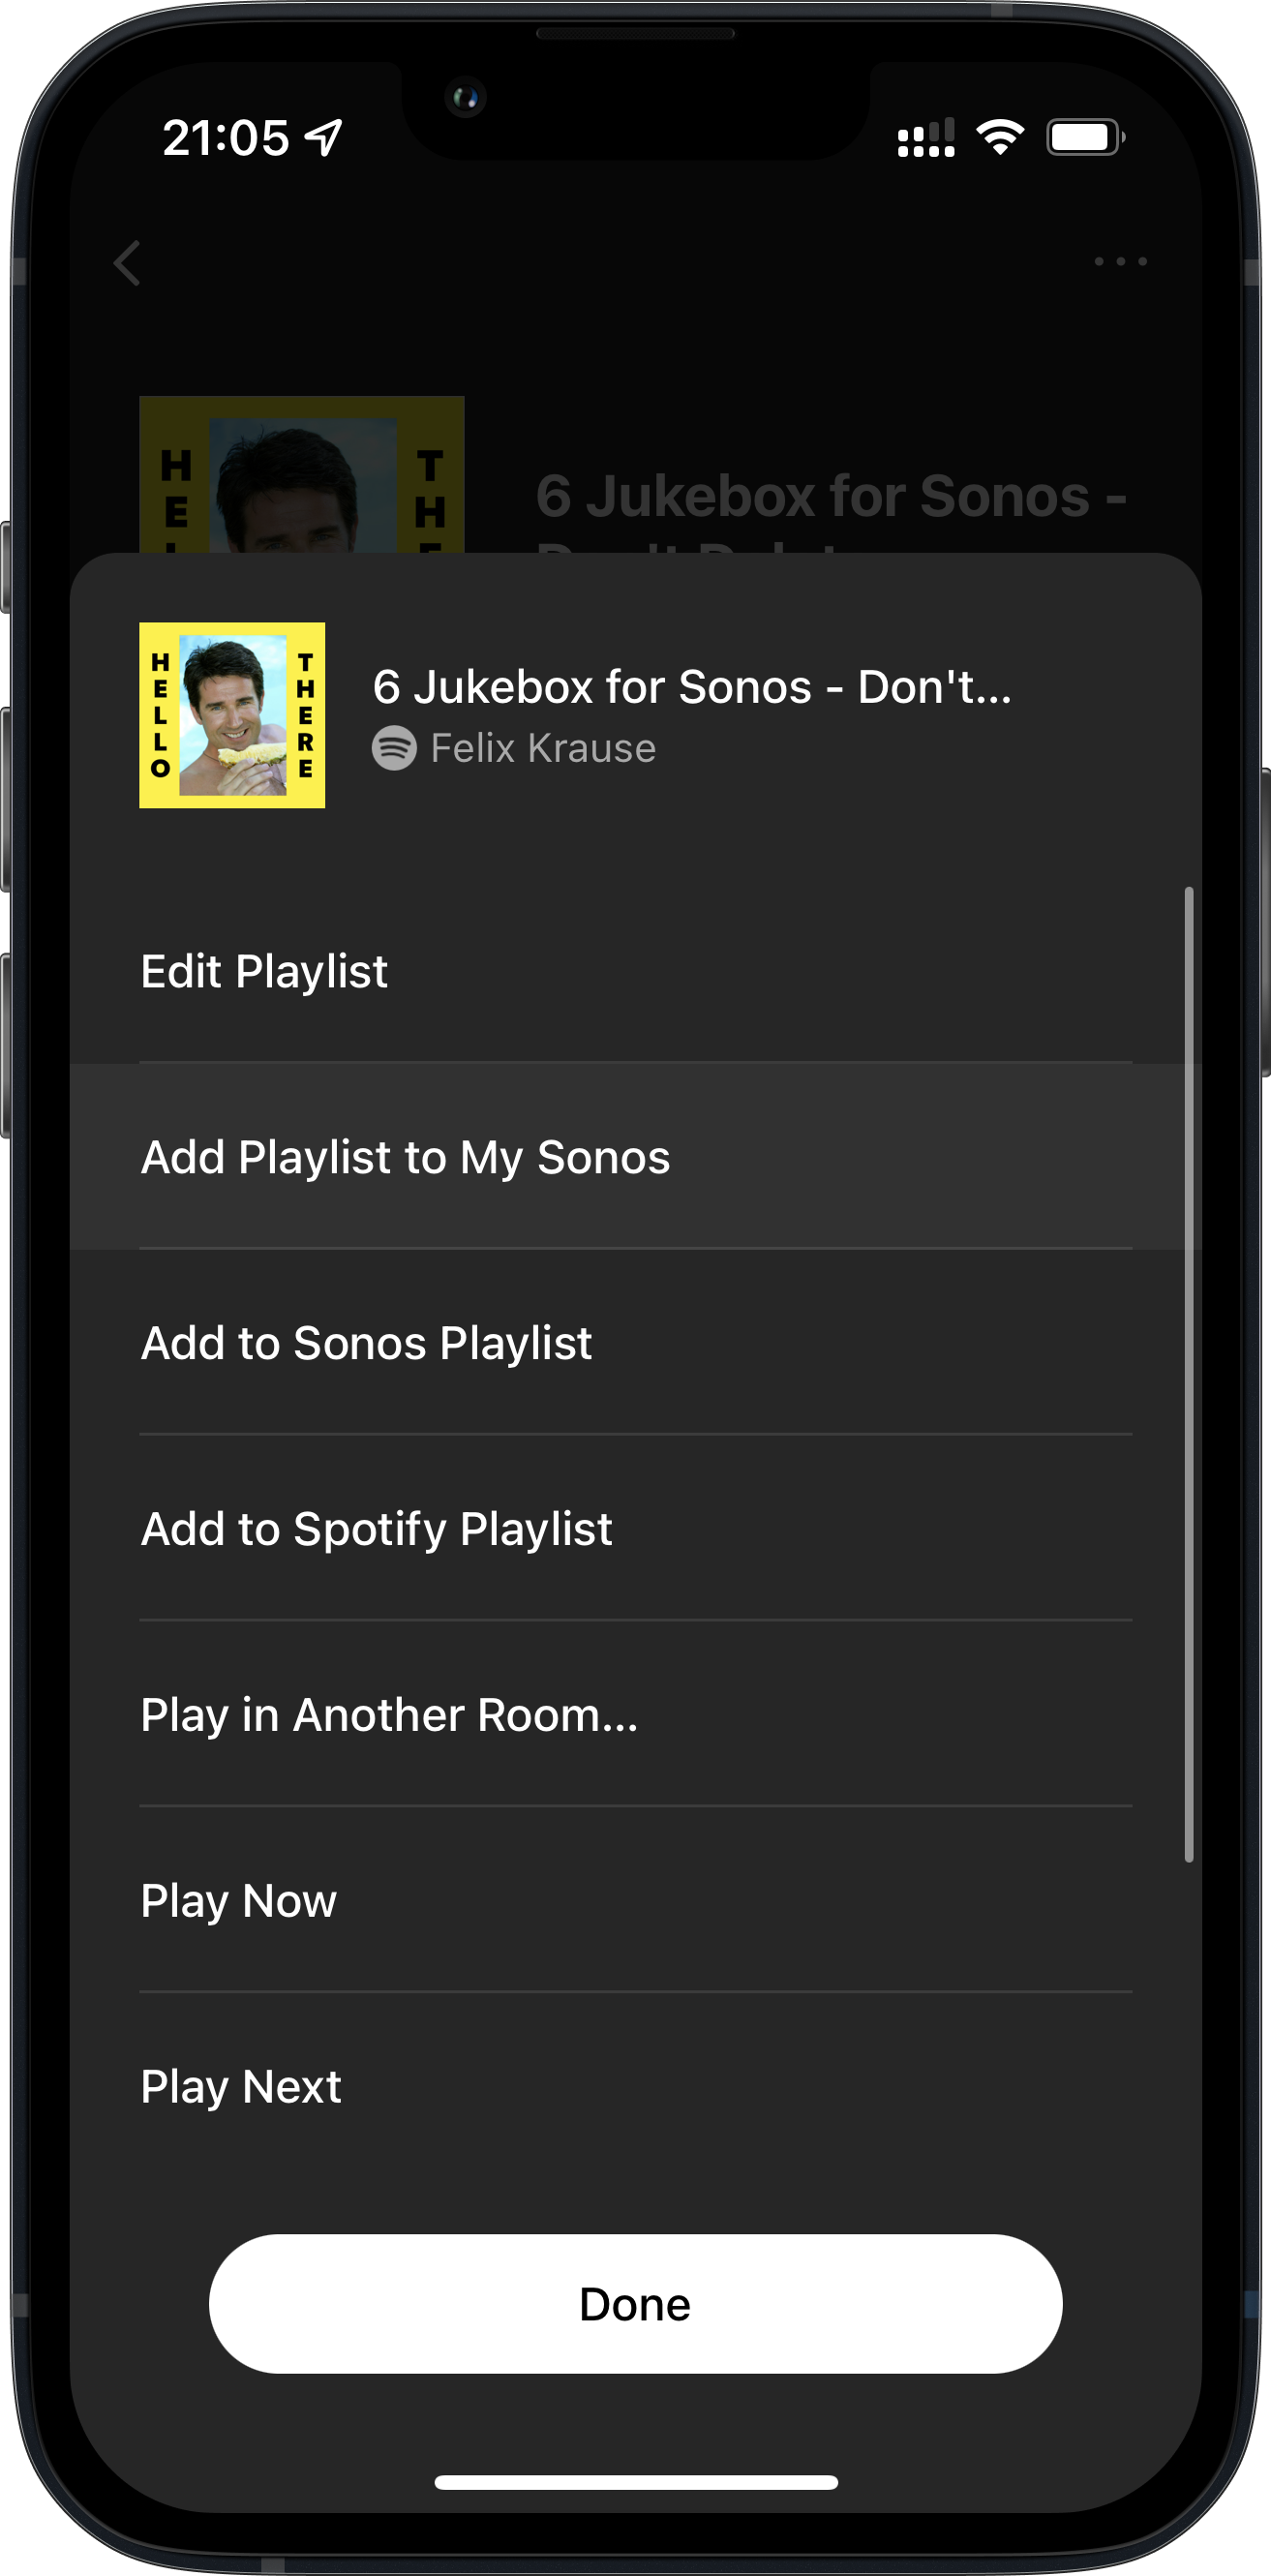 21:05
HE THE
6 Jukebox for Sonos -
HELLO THERE
6 Jukebox for Sonos - Don't...
Felix Krause
Edit Playlist
Add Playlist to My Sonos
Add to Sonos Playlist
Add to Spotify Playlist
Play in Another Room...
Play Now
Play Next
Done